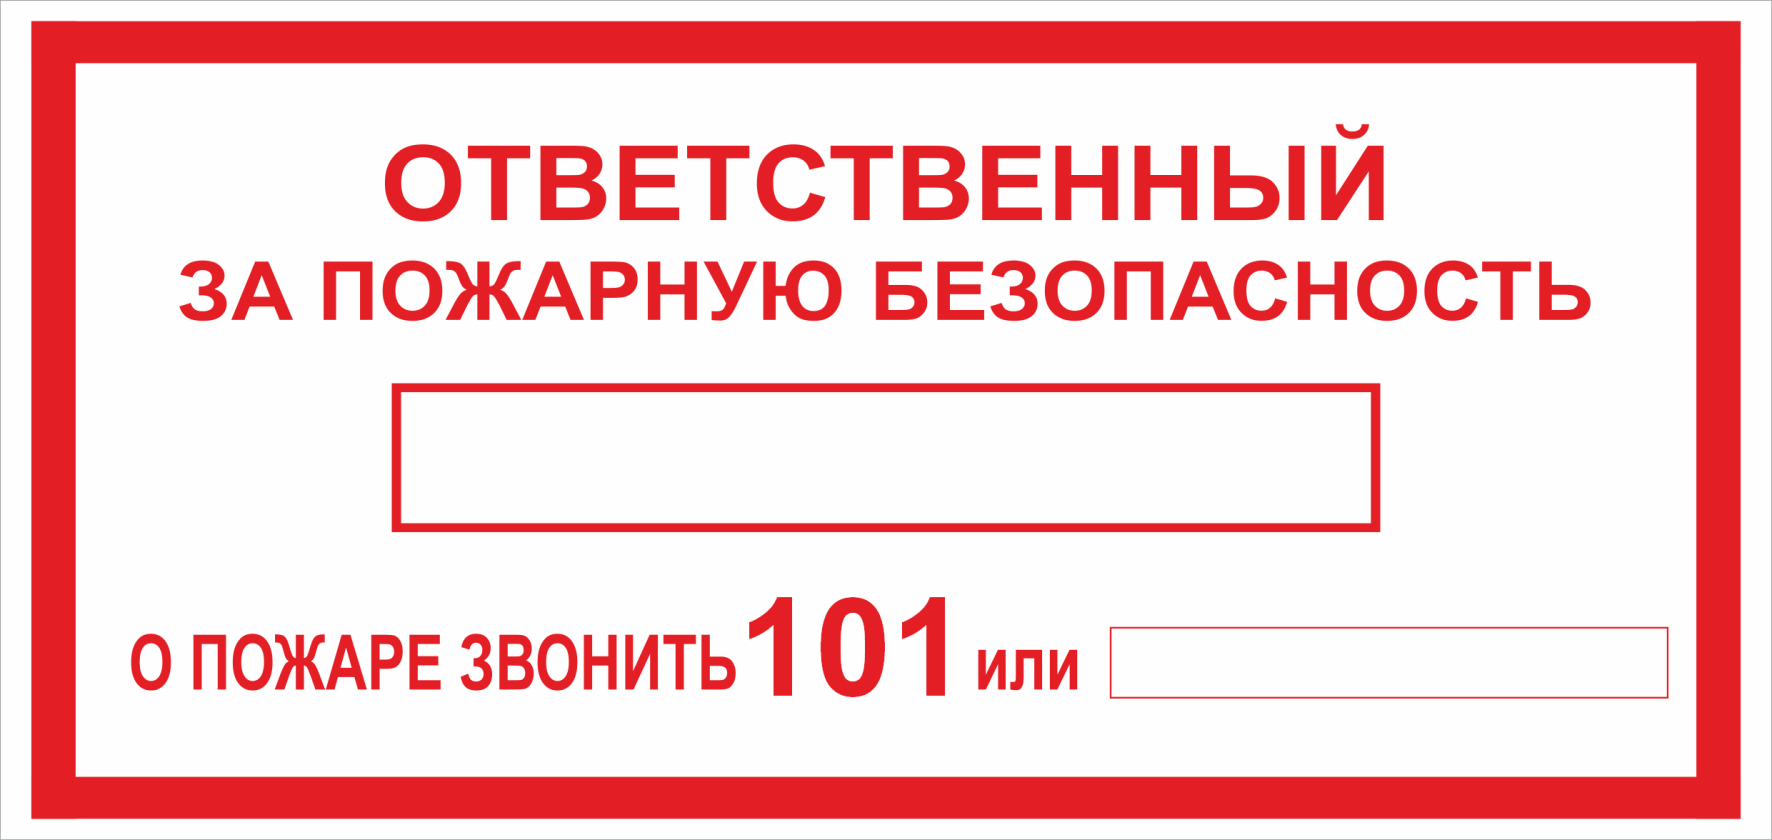 ОТВЕТСТВЕННЫЙ
ЗА ПОЖАРНУЮ БЕЗОПАСНОСТЬ
О ПОЖАРЕ ЗВОНИТЬ 101 или